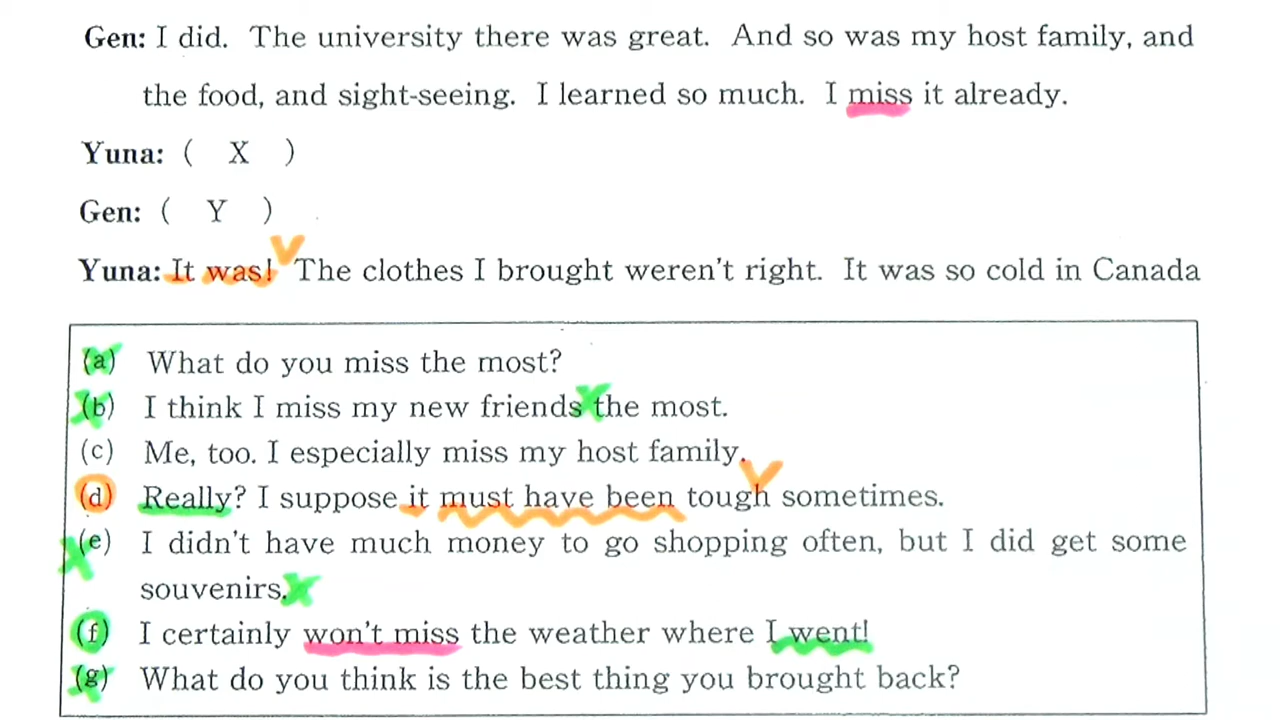 Gen: I did. The university there was great. And so was my host family, and
the food, and sight-seeing. I learned so much. I miss it already.
Yuna: ( X )
Gen: ( Y )
Yuna: It was! The clothes I brought weren't right. It was so cold in Canada
(a) What do you miss the most?
(b) I think I miss my new friends the most.
(c) Me, too. I especially miss my host family.
(d) Really? I suppose it must have been tough sometimes.
(e) I didn't have much money to go shopping often, but I did get some
souvenirs.
(f) I certainly won't miss the weather where I went!
(g) What do you think is the best thing you brought back?